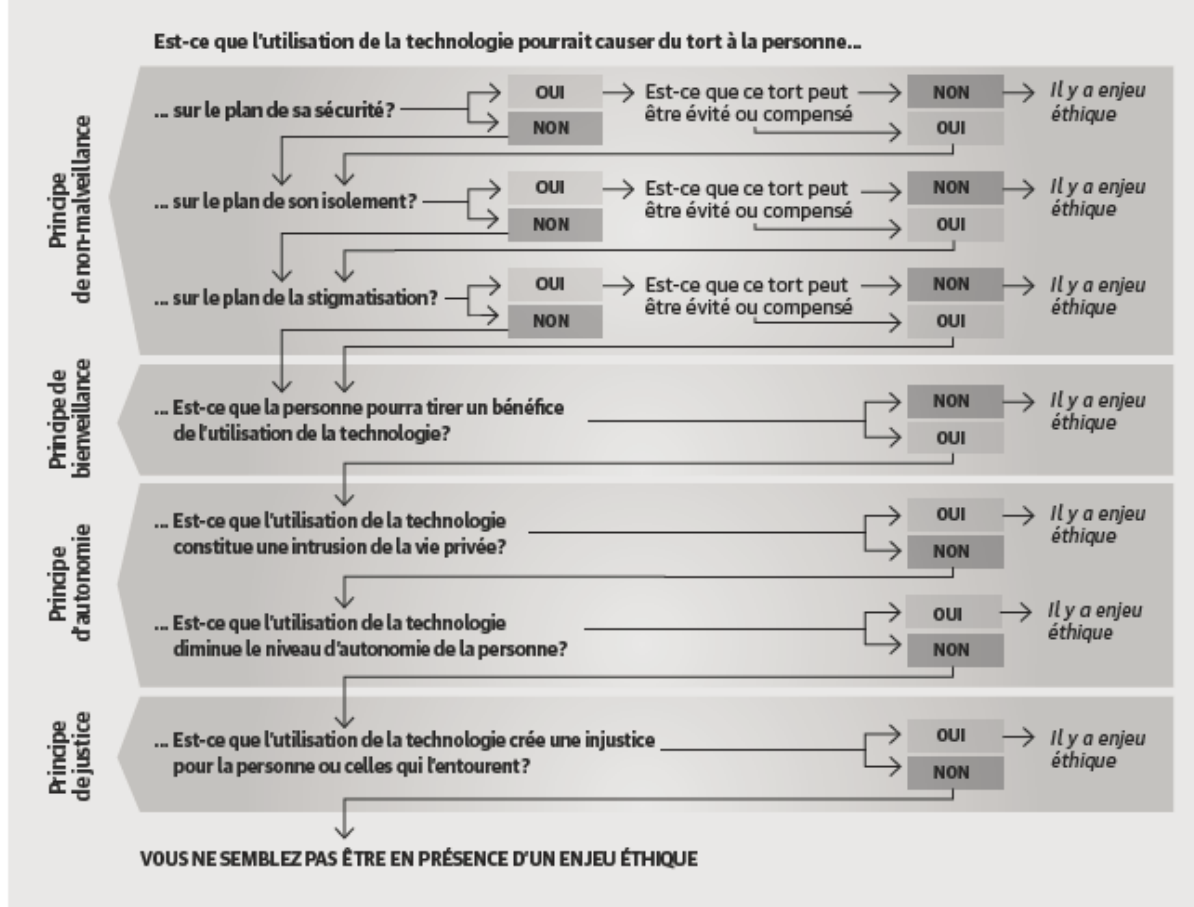 Est-ce que l'utilisation de la technologie pourrait causer du tort à la personne...
Principe
de non-malveillance
... sur le plan de sa sécurité?
OUI
NON
Est-ce que ce tort peut
être évité ou compensé
NON
OUI
Il y a enjeu
éthique
... sur le plan de son isolement?
OUI
NON
Est-ce que ce tort peut
être évité ou compensé
NON
OUI
Il y a enjeu
éthique
... sur le plan de la stigmatisation?
OUI
NON
Est-ce que ce tort peut
être évité ou compensé
NON
OUI
Il y a enjeu
éthique
Principe de
bienveillance
... Est-ce que la personne pourra tirer un bénéfice
de l'utilisation de la technologie?
NON
OUI
Il y a enjeu
éthique
Principe
d'autonomie
... Est-ce que l'utilisation de la technologie
constitue une intrusion de la vie privée?
OUI
NON
Il y a enjeu
éthique
... Est-ce que l'utilisation de la technologie
diminue le niveau d'autonomie de la personne?
OUI
NON
Il y a enjeu
éthique
Principe
de justice
... Est-ce que l'utilisation de la technologie crée une injustice
pour la personne ou celles qui l'entourent?
OUI
NON
Il y a enjeu
éthique
VOUS NE SEMBLEZ PAS ÊTRE EN PRÉSENCE D'UN ENJEU ÉTHIQUE